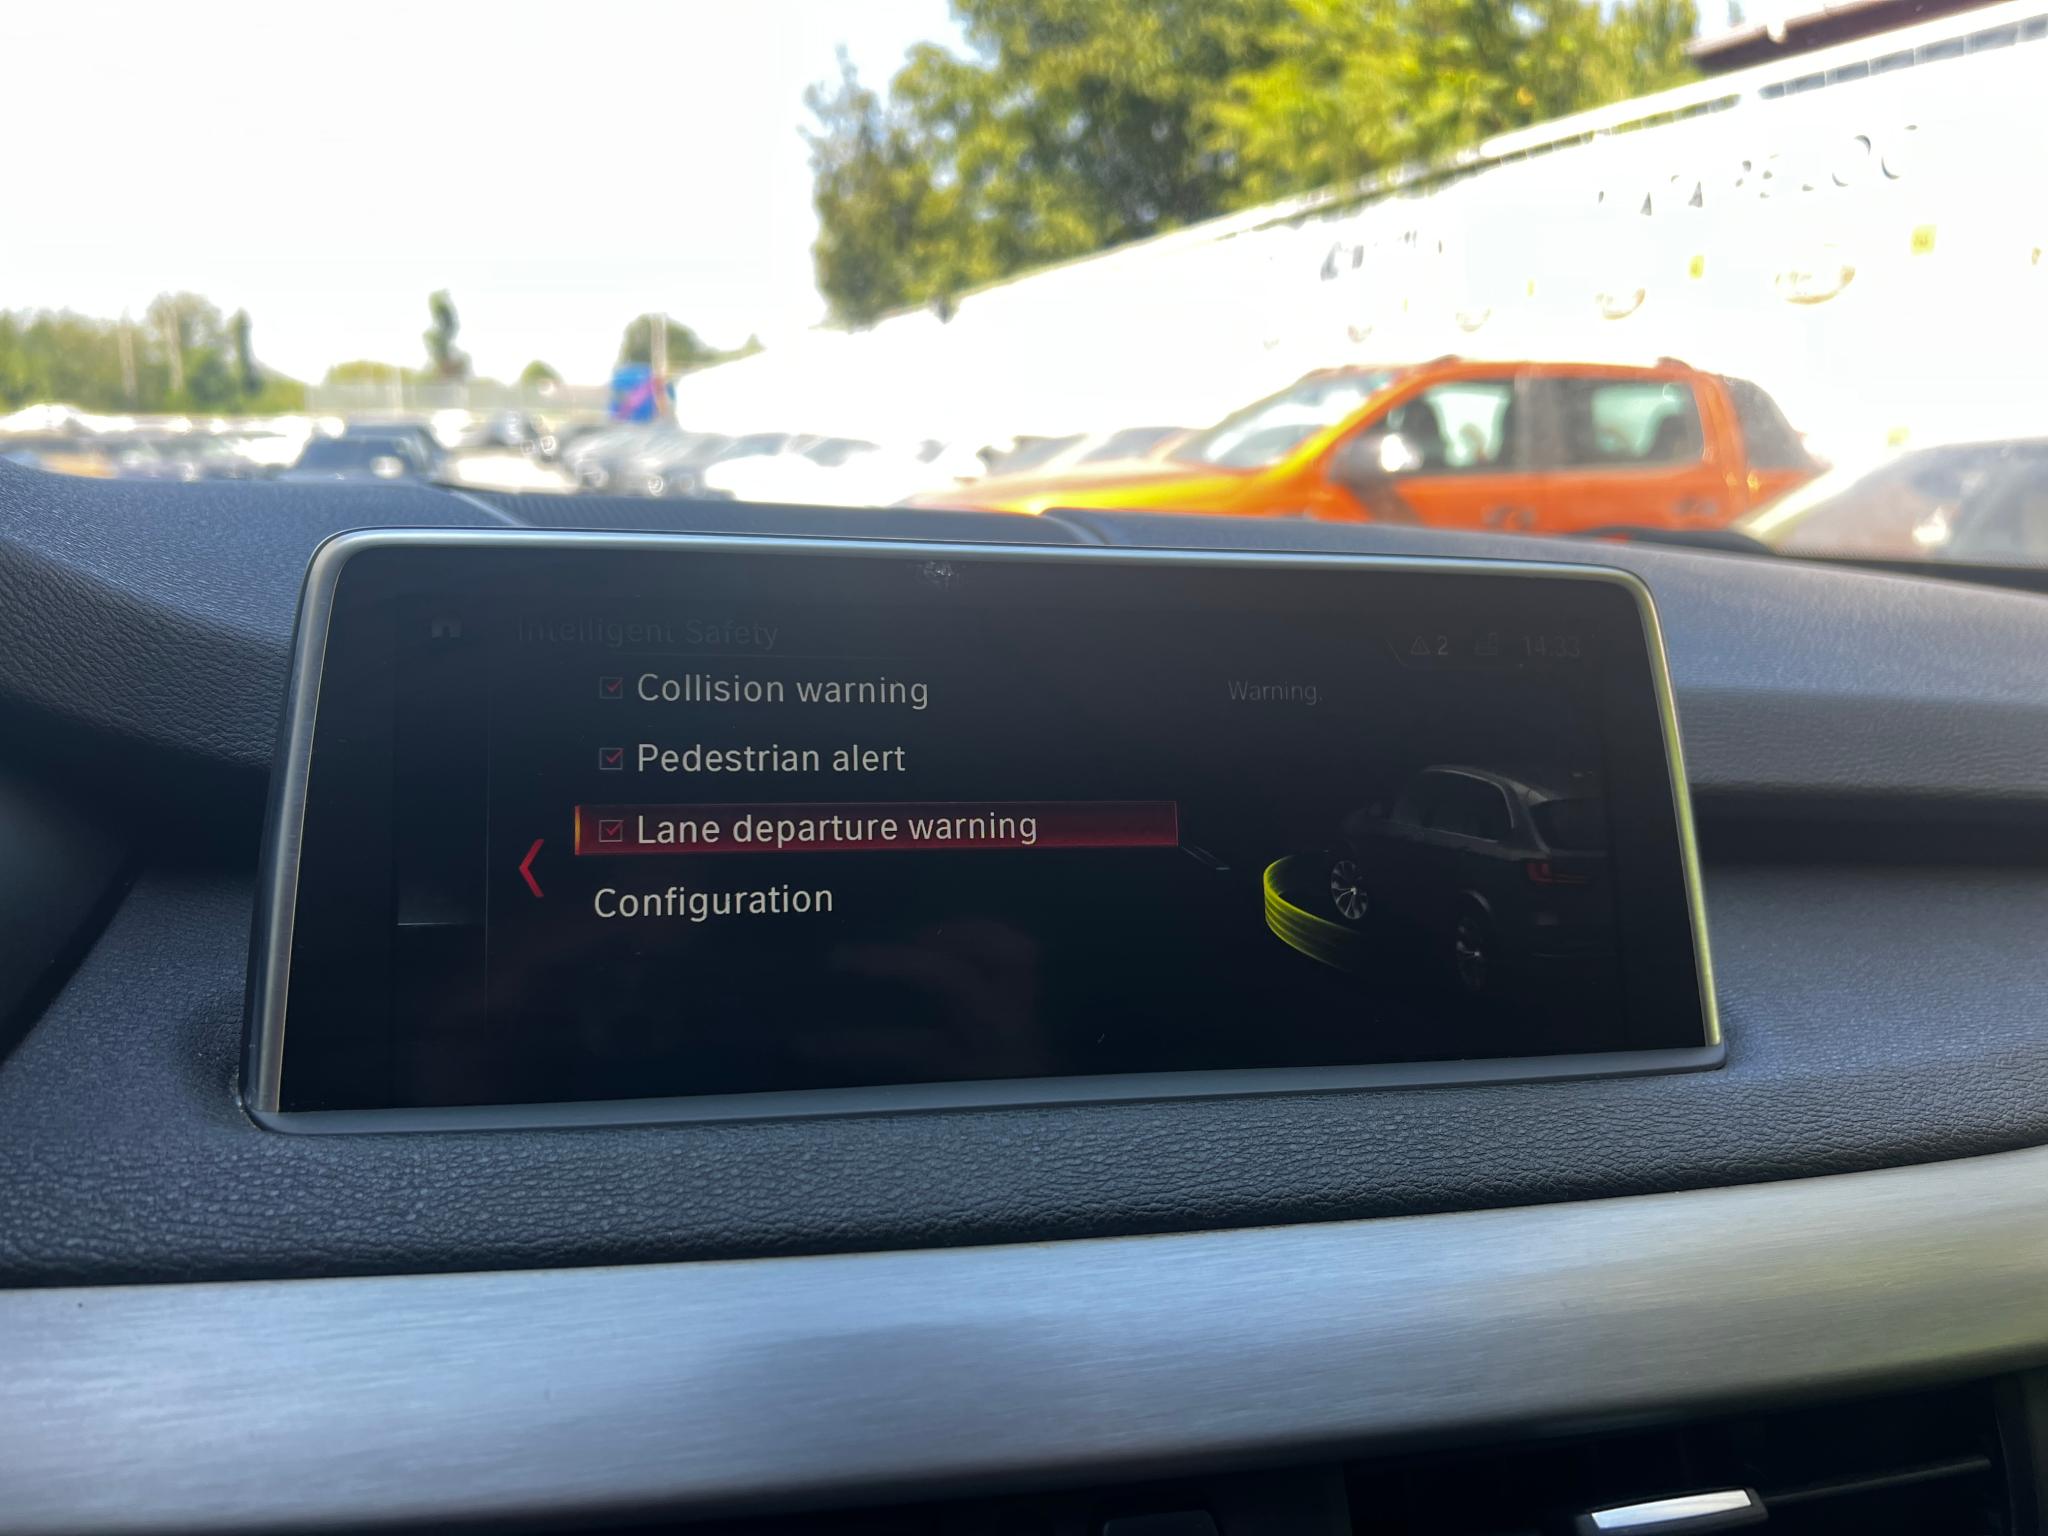 Intelligent Safety
2 14:33
Collision warning
Warning.
Pedestrian alert
Lane departure warning
Configuration